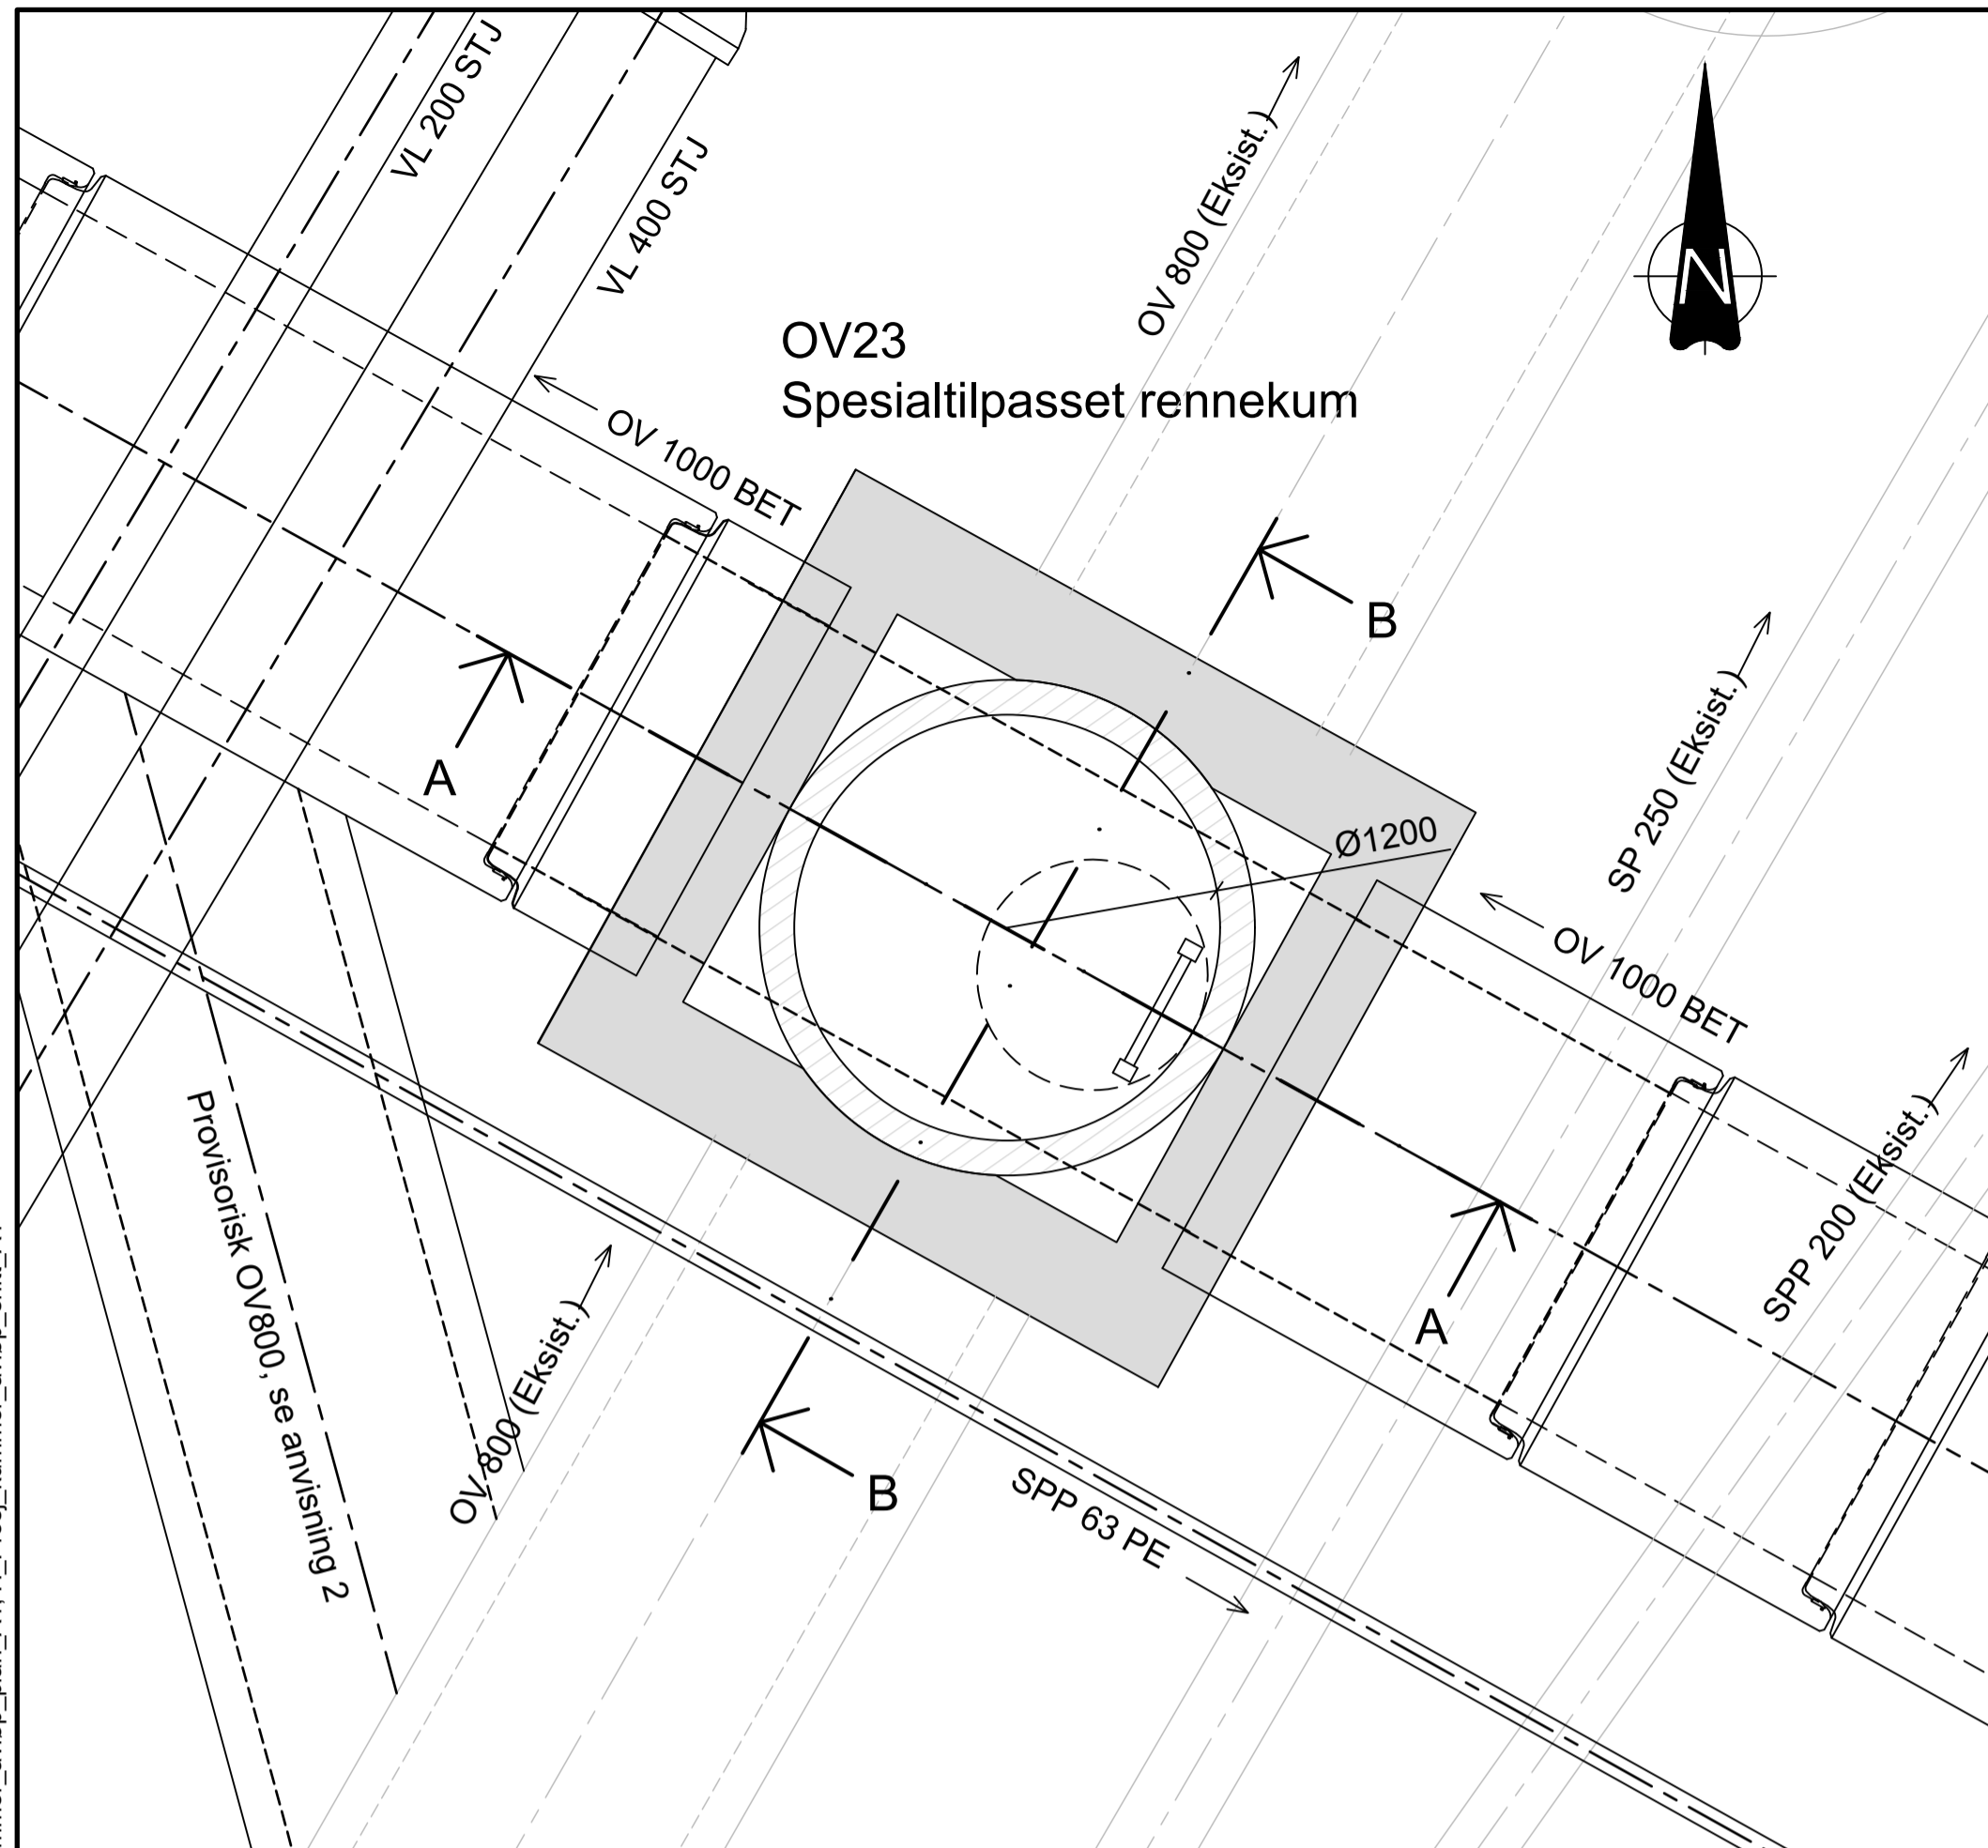 VL 200 STJ
VL 400 STJ
OV 800 (Eksist.)
N
OV23
Spesialtilpasset rennekum
OV 1000 BET
B
A
Ø1200
SP 250 (Eksist.)
OV 1000 BET
SPP 200 (Eksist.)
A
Provisorisk OV800, se anvisning 2
OV 800 (Eksist.)
B
SPP 63 PE